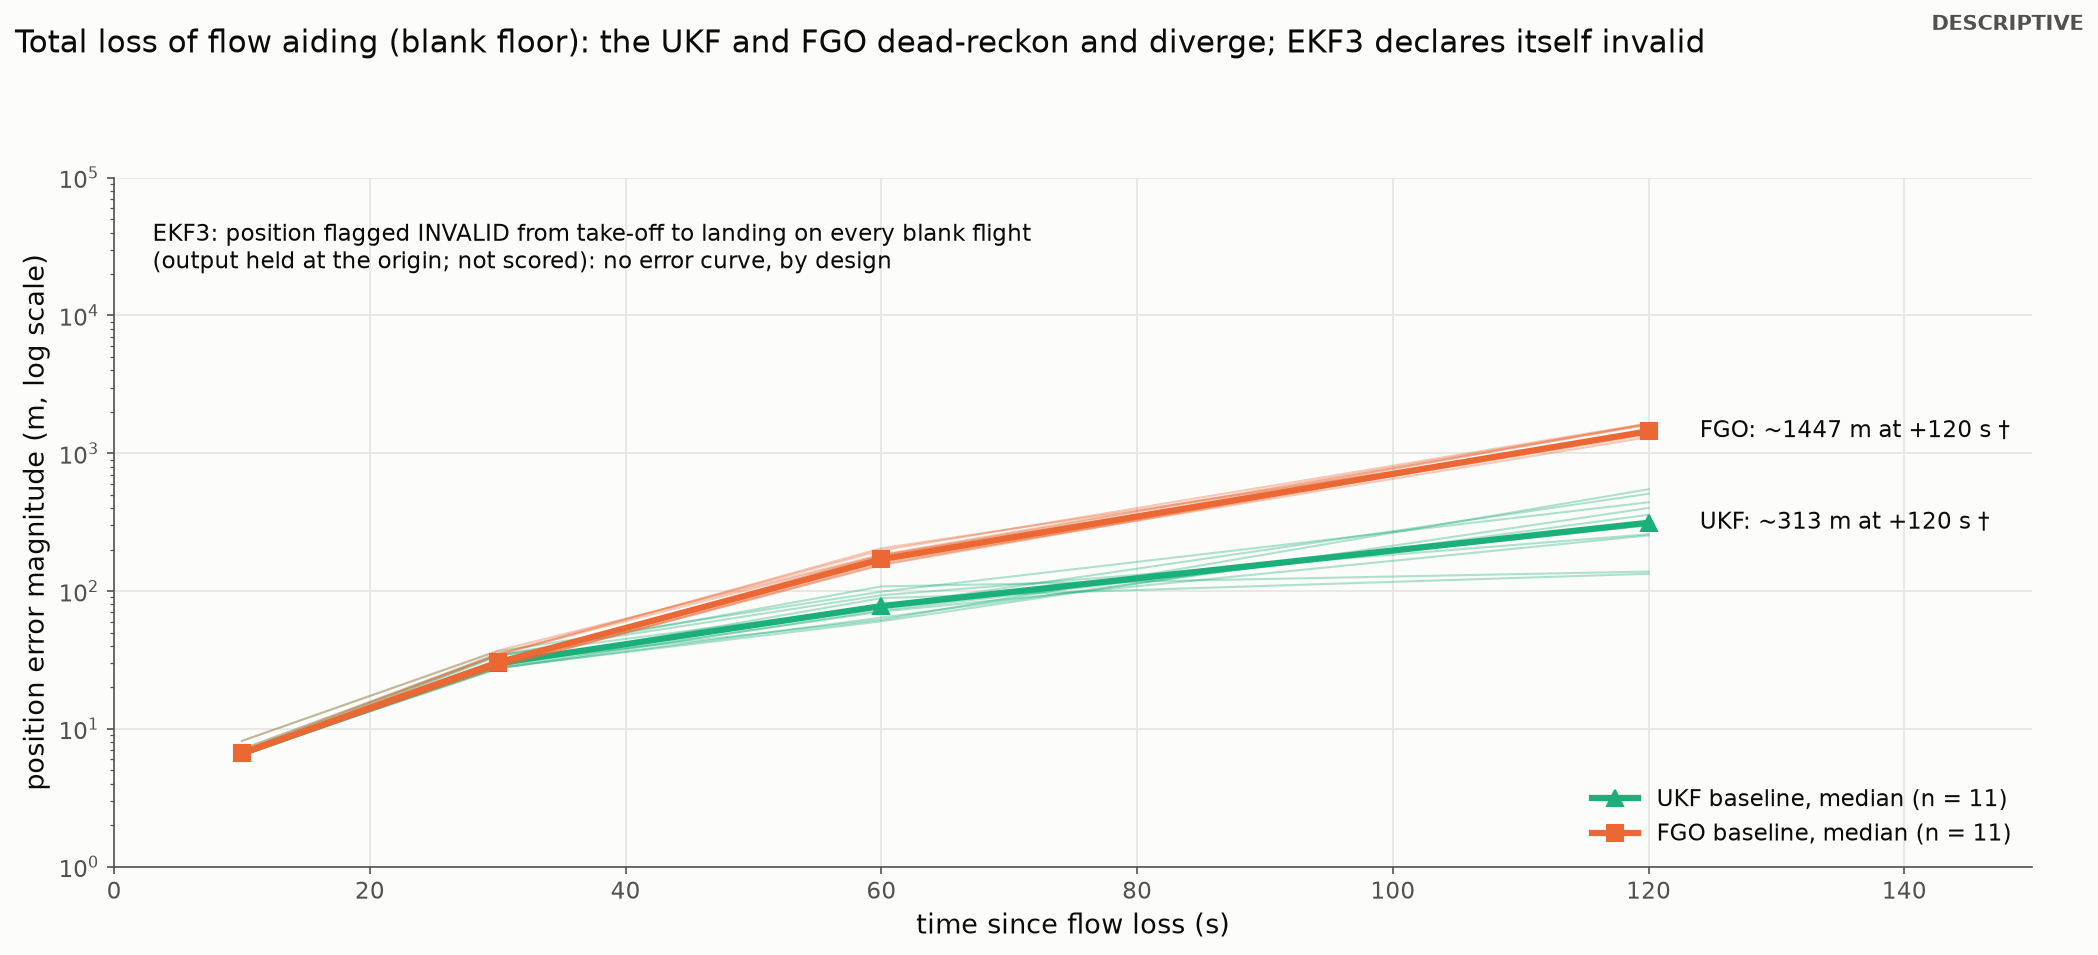 DESCRIPTIVE
Total loss of flow aiding (blank floor): the UKF and FGO dead-reckon and diverge; EKF3 declares itself invalid
EKF3: position flagged INVALID from take-off to landing on every blank flight
(output held at the origin; not scored): no error curve, by design
position error magnitude (m, log scale)
10⁵
10⁴
10³
10²
10¹
10⁰
FGO: ~1447 m at +120 s †
UKF: ~313 m at +120 s †
UKF baseline, median (n = 11)
FGO baseline, median (n = 11)
0 20 40 60 80 100 120 140
time since flow loss (s)